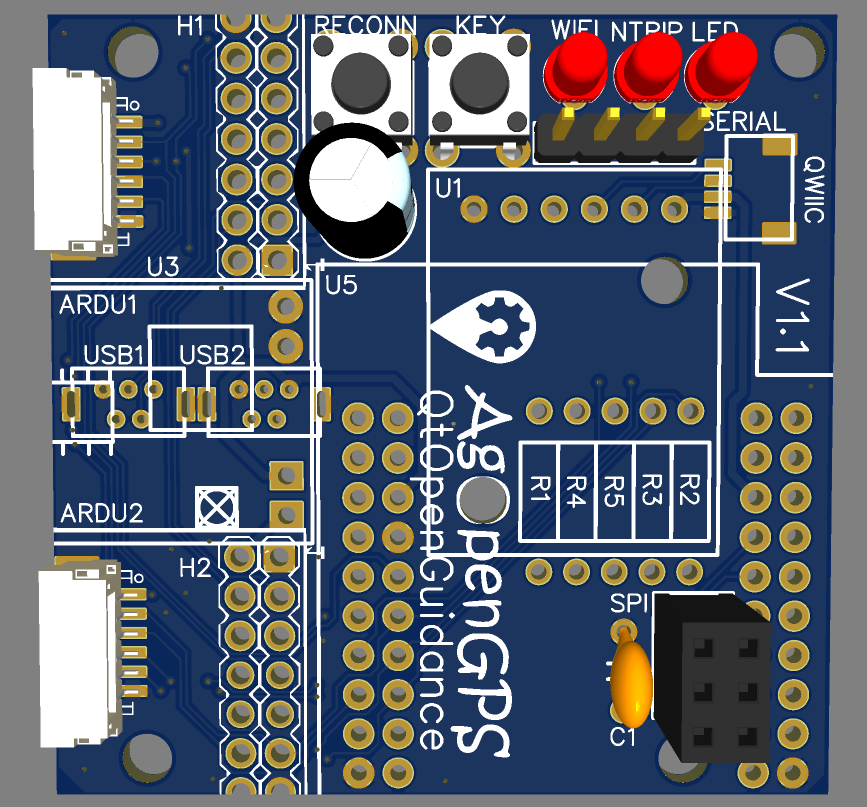 H1
RECONN
KEY
WIFI
NTRIP
LED
SERIAL
QWIIC
U1
U3
U5
ARDU1
V1.1
USB1
USB2
R1
R4
R5
R3
R2
ARDU2
H2
AgOpenGPS
QtOpenGuidance
SPI
C1